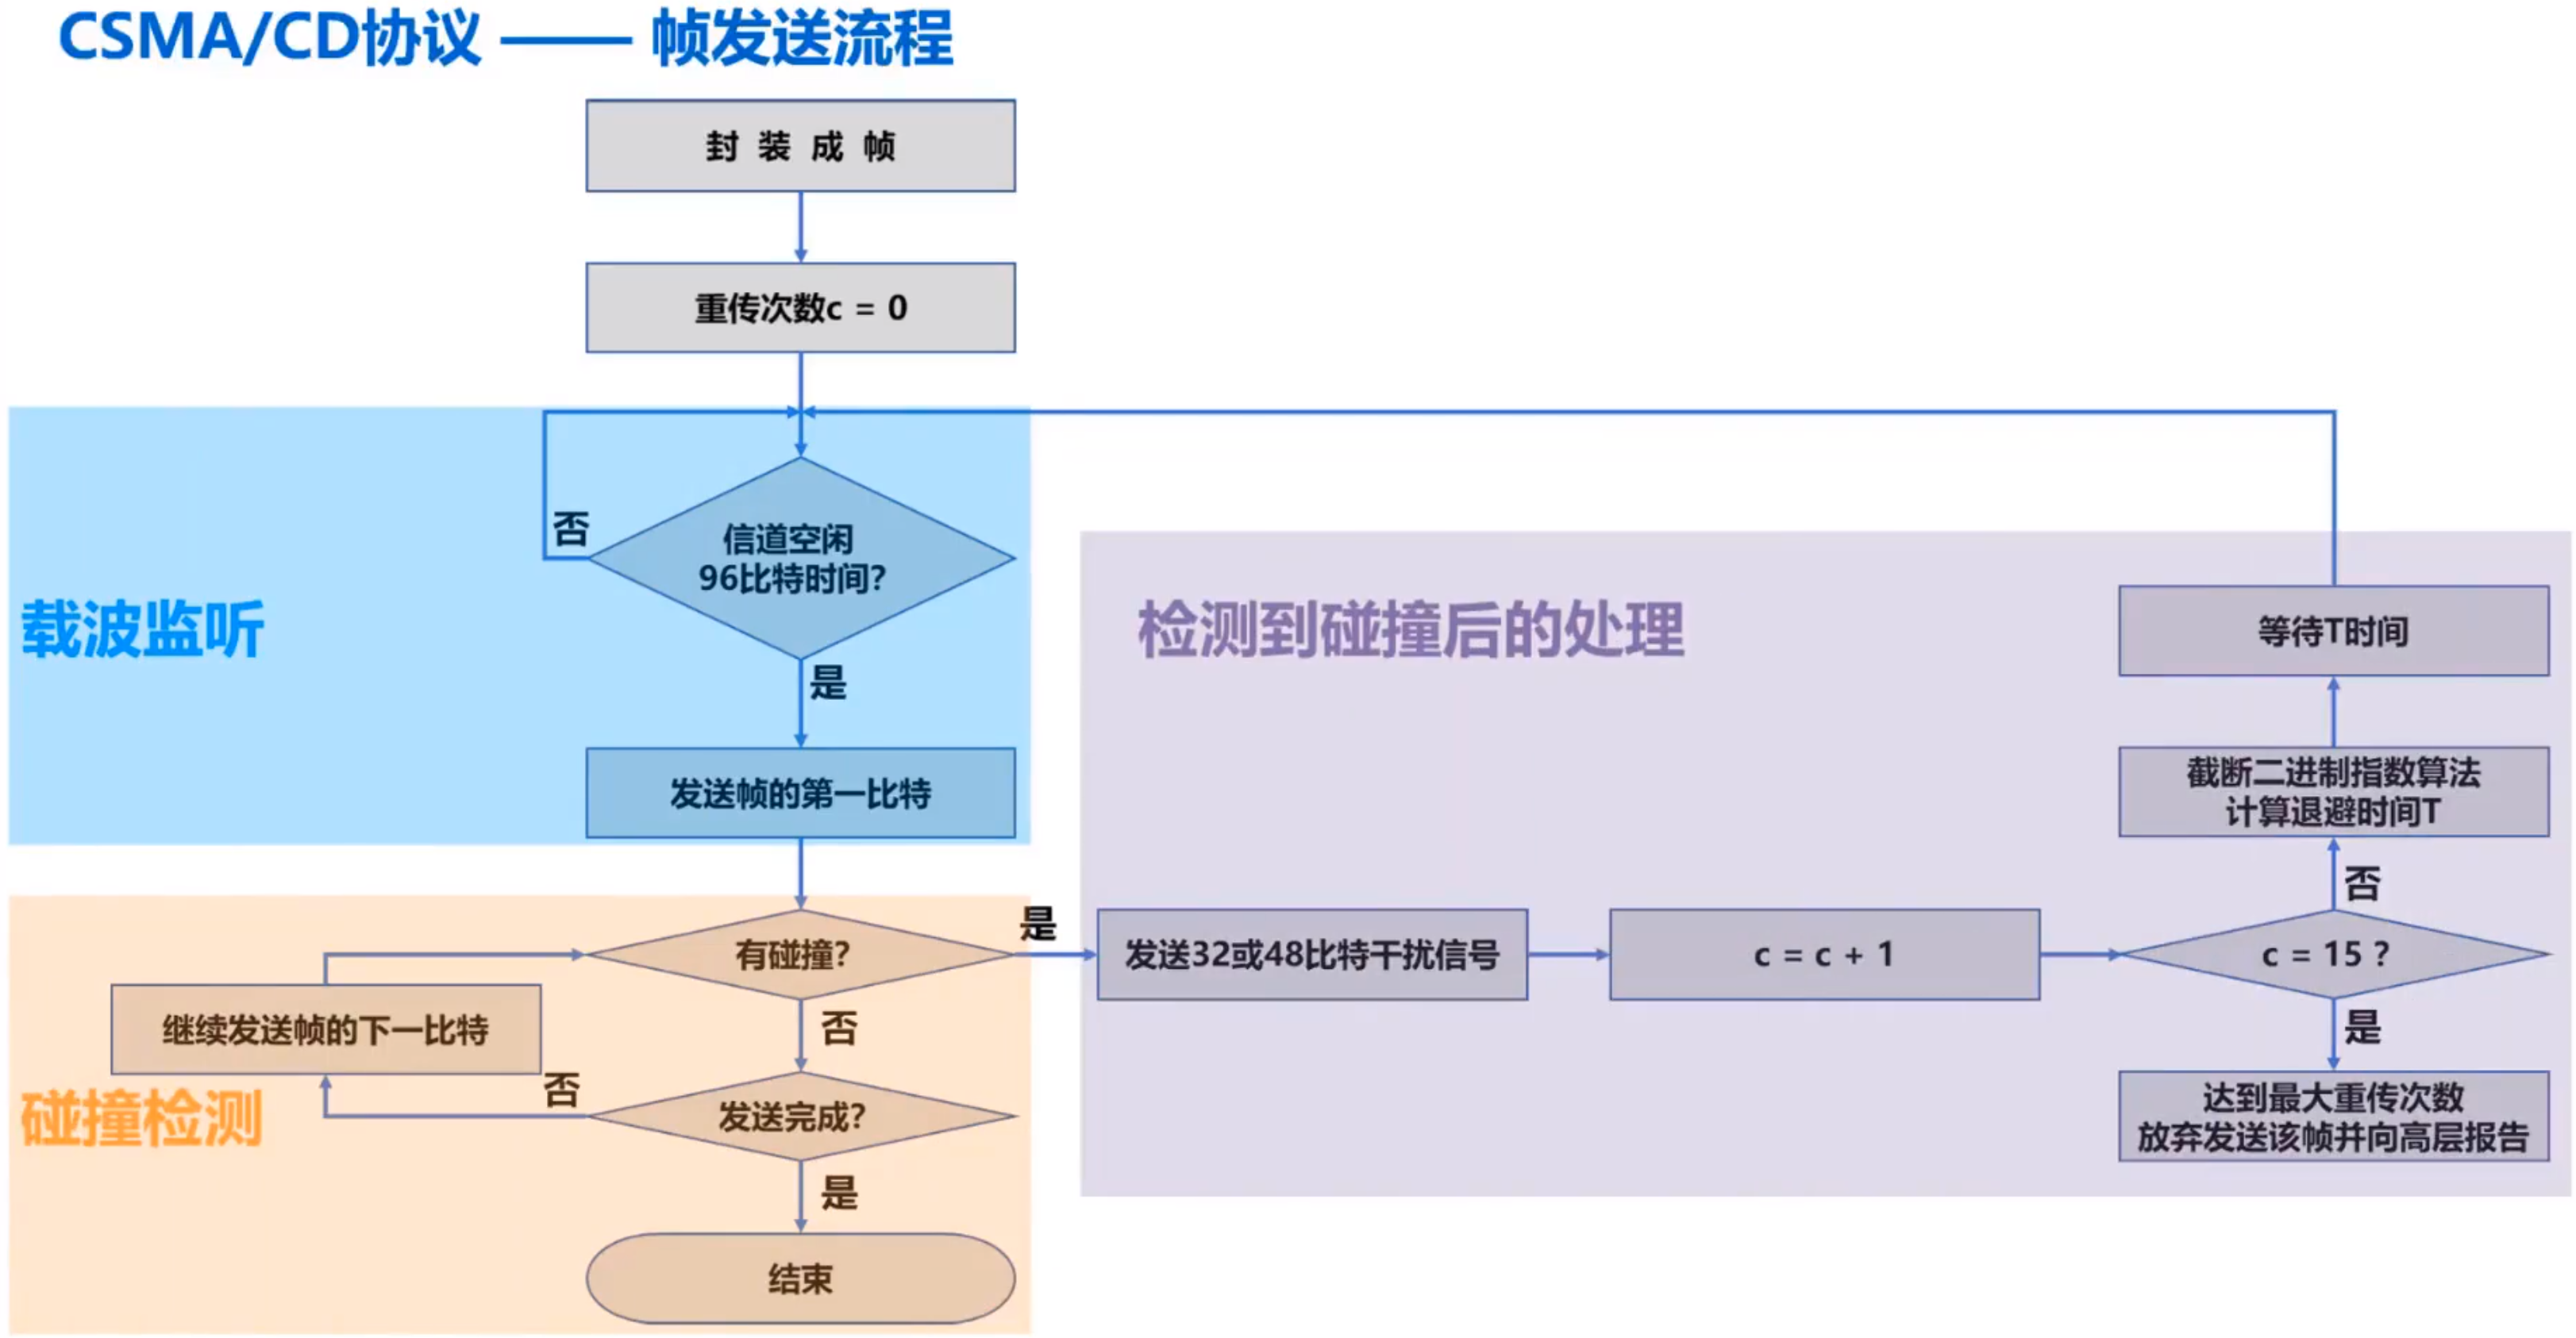 CSMA/CD协议 —— 帧发送流程
封 装 成 帧
重传次数c = 0
否
信道空闲
96比特时间?
载波监听
是
发送帧的第一比特
检测到碰撞后的处理
等待T时间
截断二进制指数算法
计算退避时间T
否
有碰撞?
是
发送32或48比特干扰信号
c = c + 1
c = 15 ?
是
达到最大重传次数
放弃发送该帧并向高层报告
继续发送帧的下一比特
否
碰撞检测
否
发送完成?
是
结束